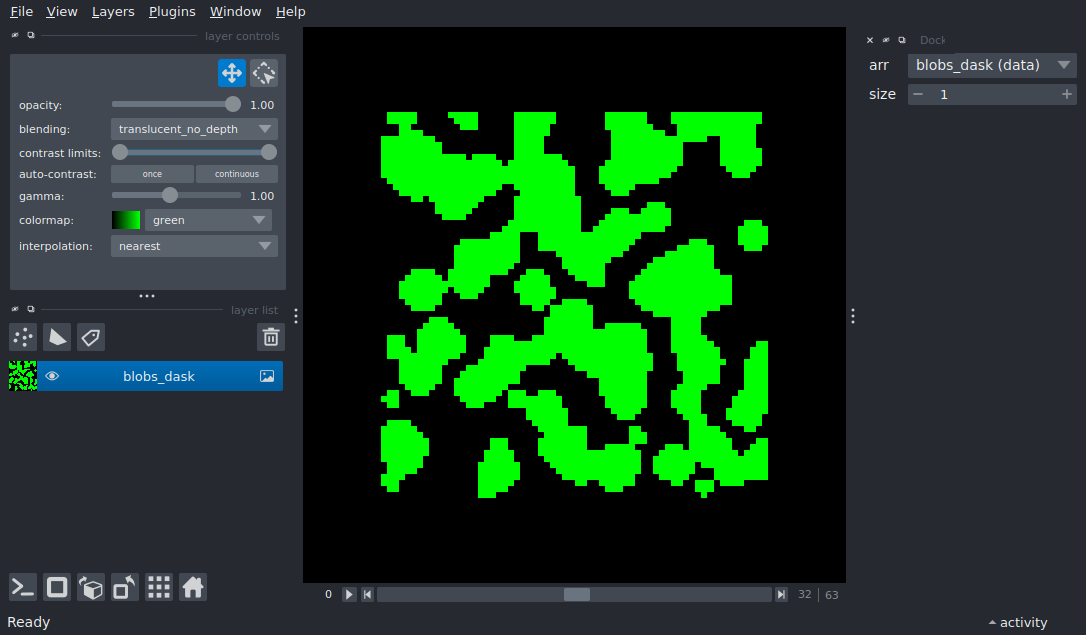 File View Layers Plugins Window Help
layer controls
opacity: 1.00
blending: translucent_no_depth
contrast limits:
auto-contrast: once continuous
gamma: 1.00
colormap: green
interpolation: nearest
layer list
blobs_dask
0 32 63
Ready
activity
Dock
arr blobs_dask (data)
size 1